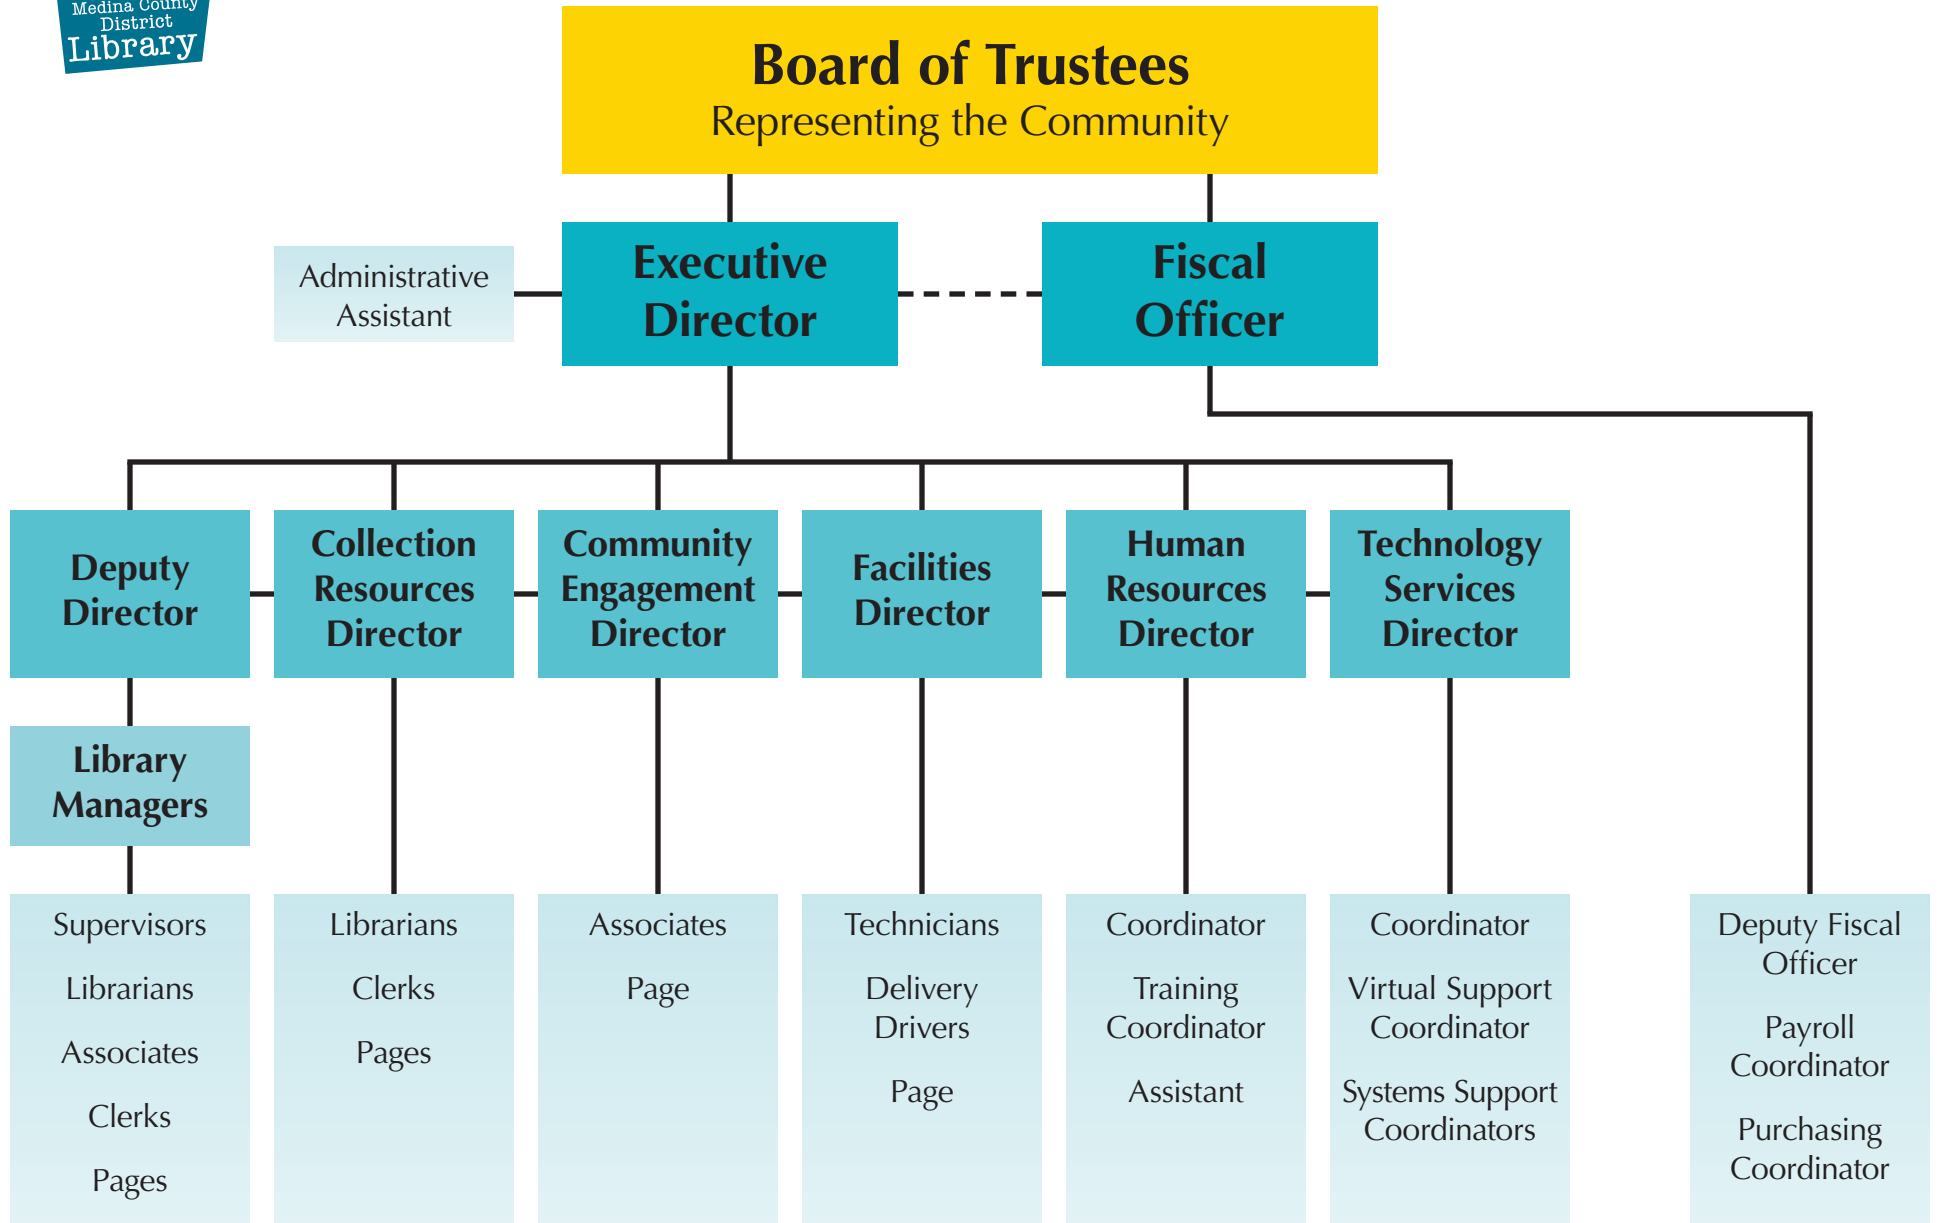 Medina County
District
Library
Board of Trustees
Representing the Community
Administrative
Assistant
Executive
Director
Fiscal
Officer
Deputy
Director
Collection
Resources
Director
Community
Engagement
Director
Facilities
Director
Human
Resources
Director
Technology
Services
Director
Library
Managers
Supervisors
Librarians
Associates
Clerks
Pages
Librarians
Clerks
Pages
Associates
Page
Technicians
Delivery
Drivers
Page
Coordinator
Training
Coordinator
Assistant
Coordinator
Virtual Support
Coordinator
Systems Support
Coordinators
Deputy Fiscal
Officer
Payroll
Coordinator
Purchasing
Coordinator